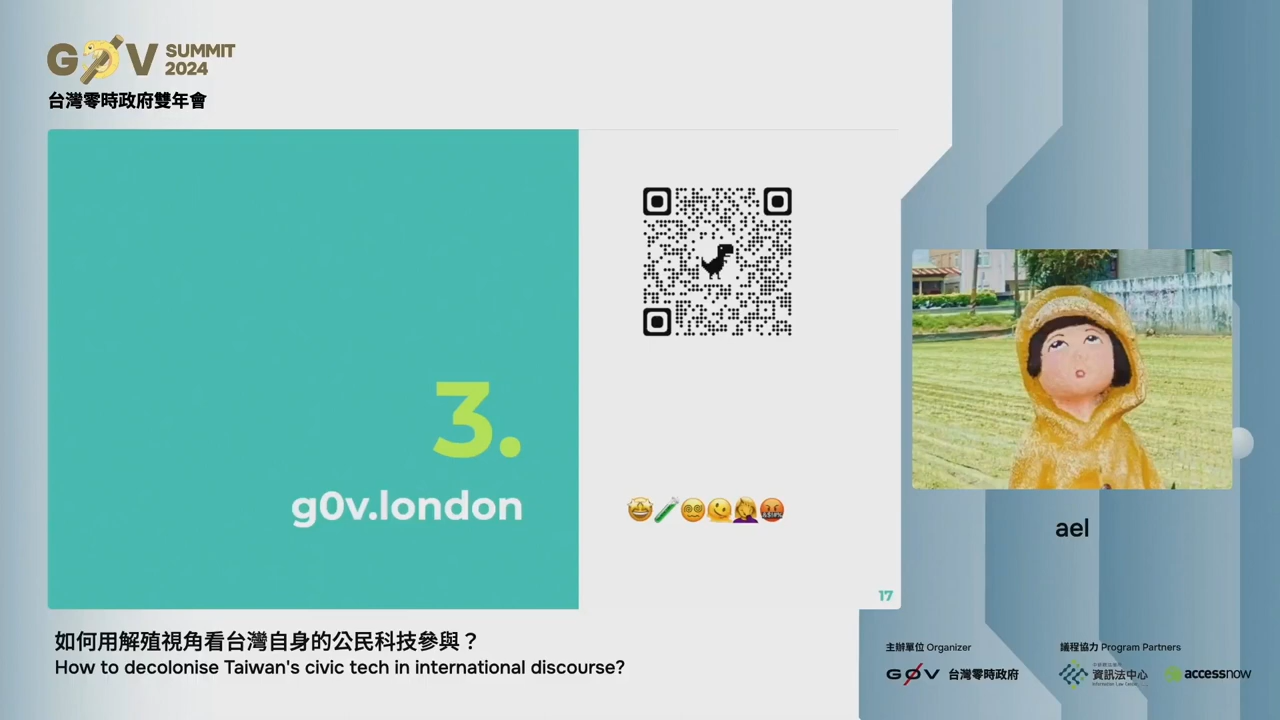 G0V SUMMIT 2024
台灣零時政府雙年會
3.
g0v.london
17
ael
如何用解殖視角看台灣自身的公民科技參與？
How to decolonise Taiwan's civic tech in international discourse?
主辦單位 Organizer
議程協力 Program Partners
G0V 台灣零時政府
資訊法中心
Information Law Center
accessnow